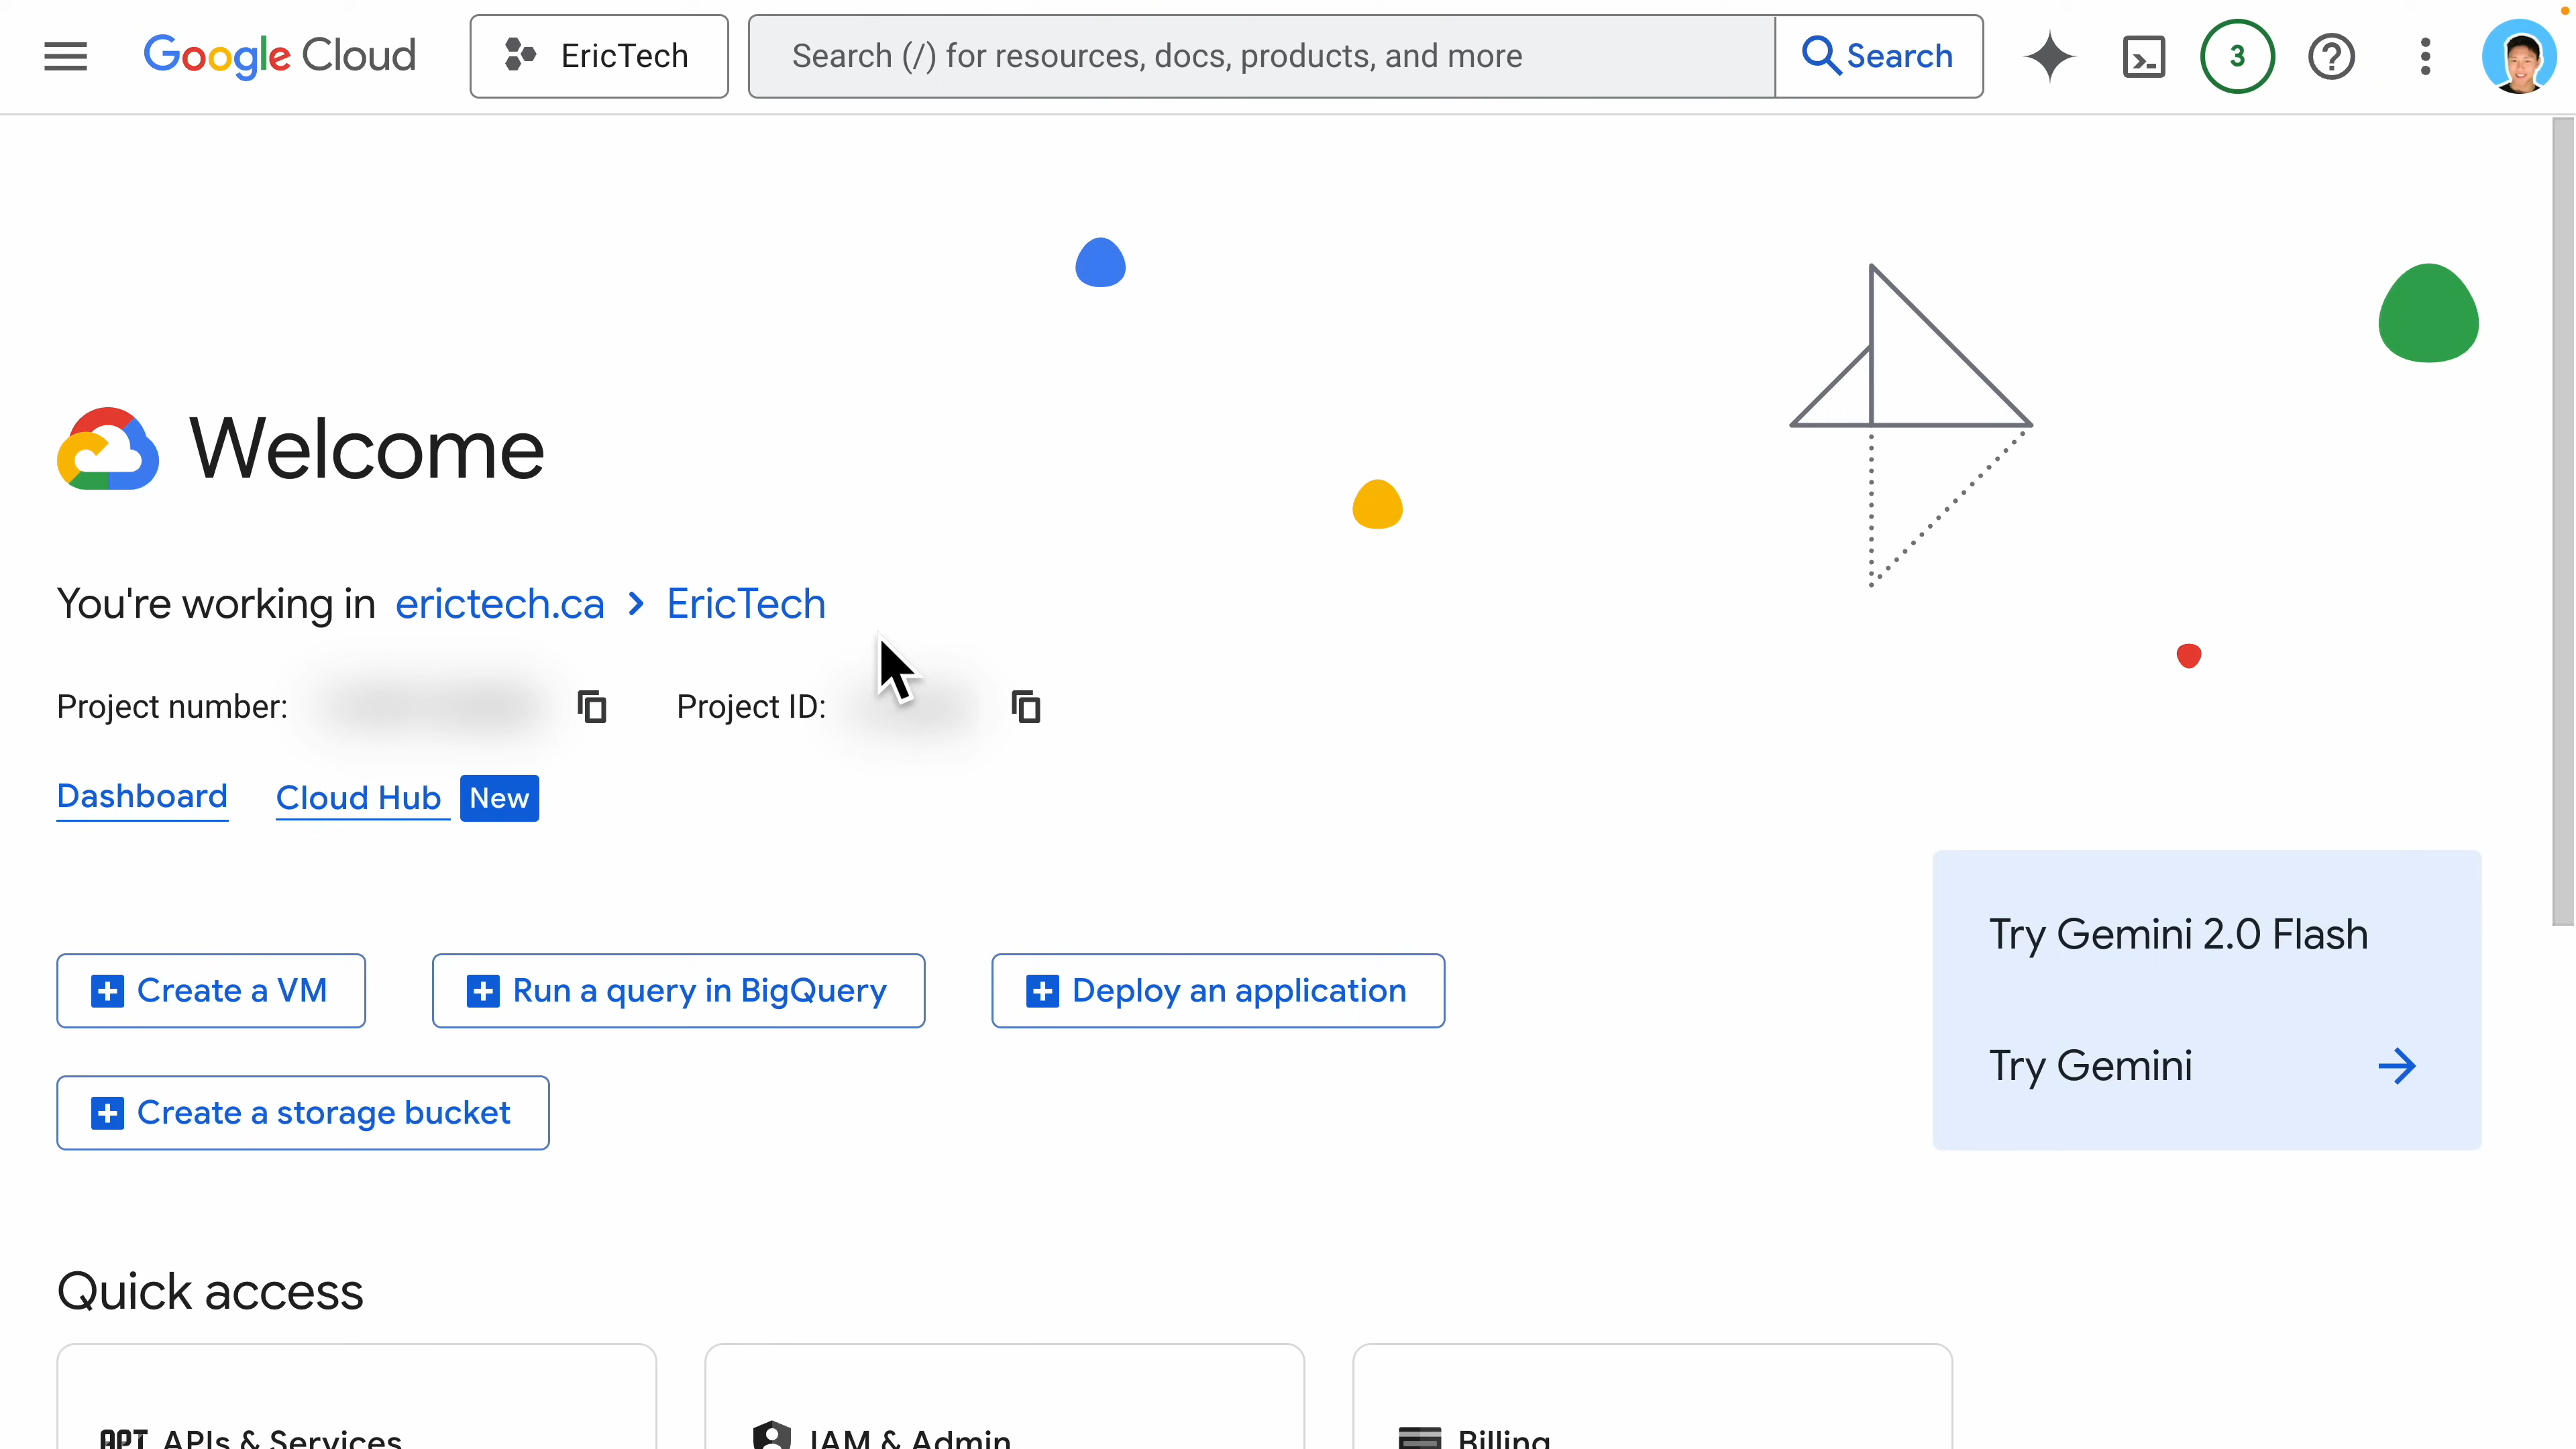 Google Cloud
EricTech
Search (/) for resources, docs, products, and more
Search
3
Welcome
You're working in erictech.ca > EricTech
Project number:
Project ID:
Dashboard
Cloud Hub New
Create a VM
Run a query in BigQuery
Deploy an application
Create a storage bucket
Try Gemini 2.0 Flash
Try Gemini
Quick access
API APIs & Services
IAM & Admin
Billing